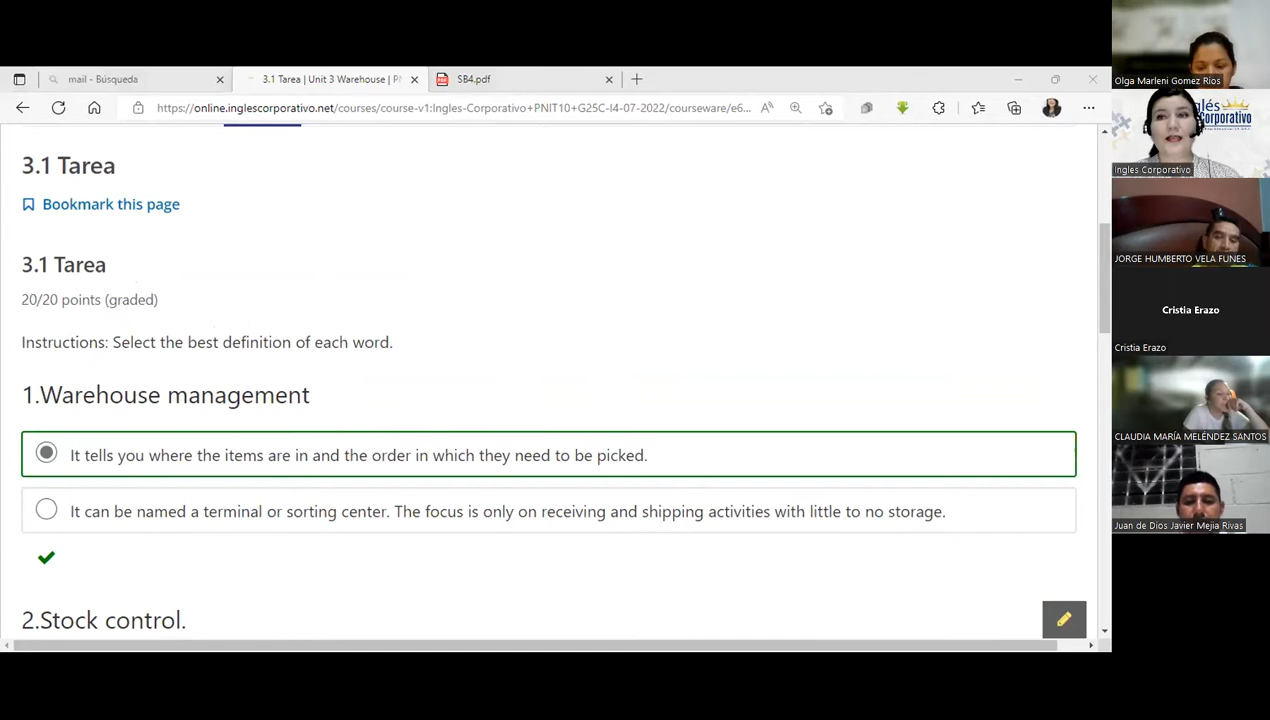 mail - Búsqueda
3.1 Tarea | Unit 3 Warehouse | PN
SB4.pdf
https://online.inglescorporativo.net/courses/course-v1:Ingles-Corporativo+PNIT10+G25C-I4-07-2022/courseware/e6...
3.1 Tarea
Bookmark this page
3.1 Tarea
20/20 points (graded)
Instructions: Select the best definition of each word.
1.Warehouse management
It tells you where the items are in and the order in which they need to be picked.
It can be named a terminal or sorting center. The focus is only on receiving and shipping activities with little to no storage.
2.Stock control.
Olga Marleni Gomez Rios
glés
Corporativo
Ingles Corporativo
JORGE HUMBERTO VELA FUNES
Cristia Erazo
Cristia Erazo
CLAUDIA MARÍA MELÉNDEZ SANTOS
Juan de Dios Javier Mejia Rivas